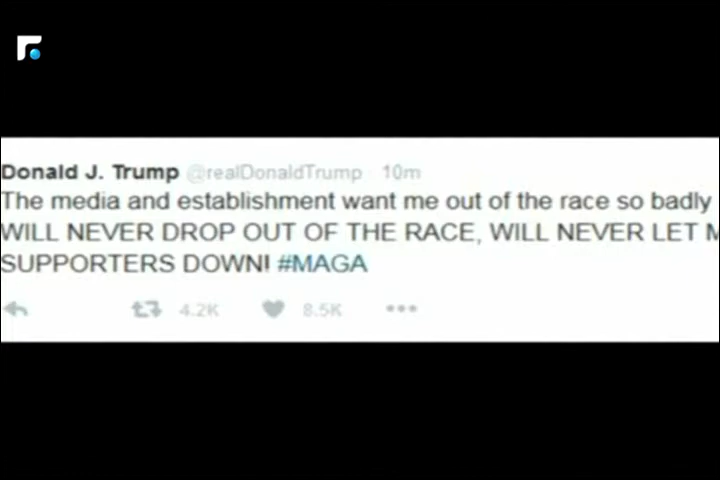 Donald J. Trump @realDonaldTrump · 10m
The media and establishment want me out of the race so badly
WILL NEVER DROP OUT OF THE RACE, WILL NEVER LET M
SUPPORTERS DOWN! #MAGA
4.2K 8.5K